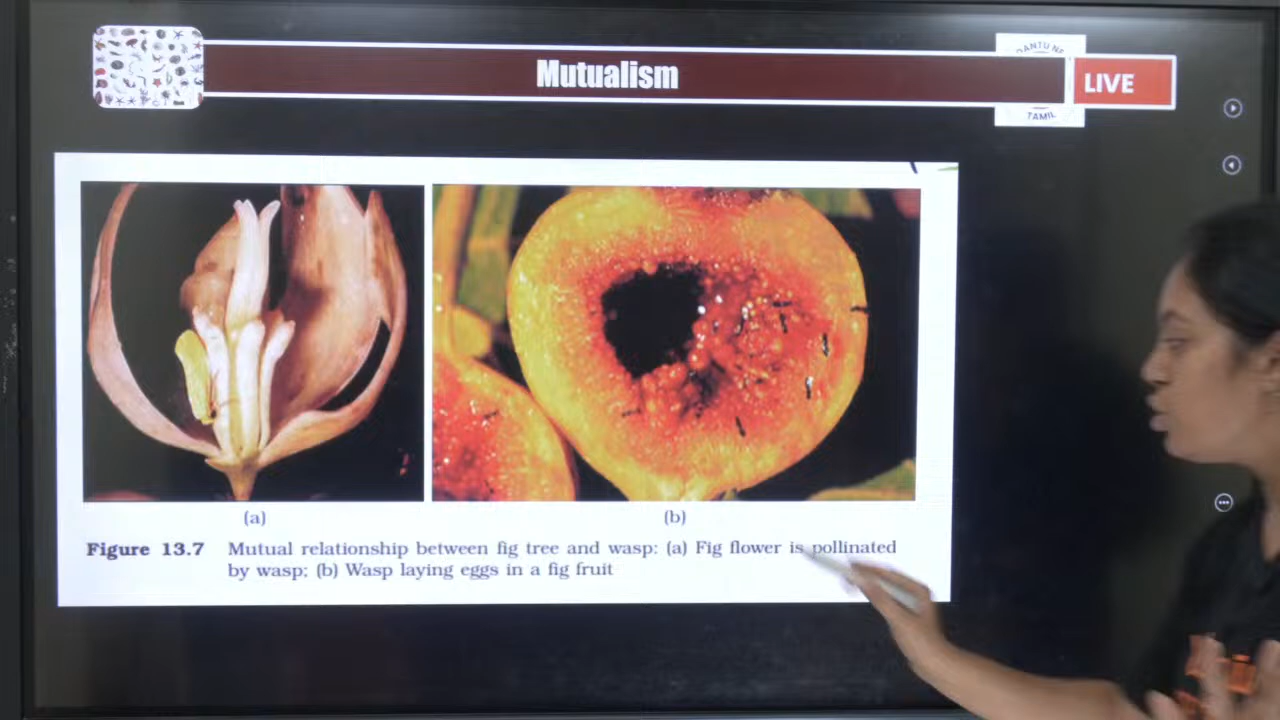 Mutualism
LIVE
TAMIL
(a)
(b)
Figure 13.7 Mutual relationship between fig tree and wasp: (a) Fig flower is pollinated
by wasp; (b) Wasp laying eggs in a fig fruit